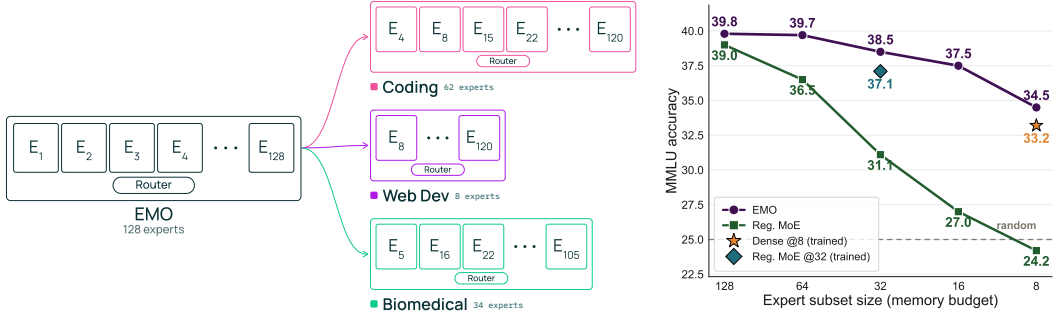 E1 E2 E3 E4 ••• E128
Router
EMO
128 experts
E4 E8 E15 E22 ••• E120
Router
Coding 62 experts
E8 ••• E120
Router
Web Dev 8 experts
E5 E16 E22 ••• E105
Router
Biomedical 34 experts
MMLU accuracy
40.0
37.5
35.0
32.5
30.0
27.5
25.0
22.5
39.8
39.7
38.5
37.5
34.5
39.0
36.5
31.1
27.0
24.2
37.1
33.2
random
EMO
Reg. MoE
Dense @8 (trained)
Reg. MoE @32 (trained)
128 64 32 16 8
Expert subset size (memory budget)